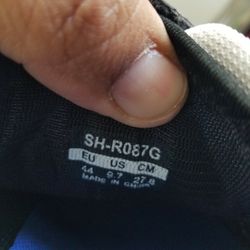 SH-R087G
EU US CM
44 9.7 27.8
MADE IN CHINA